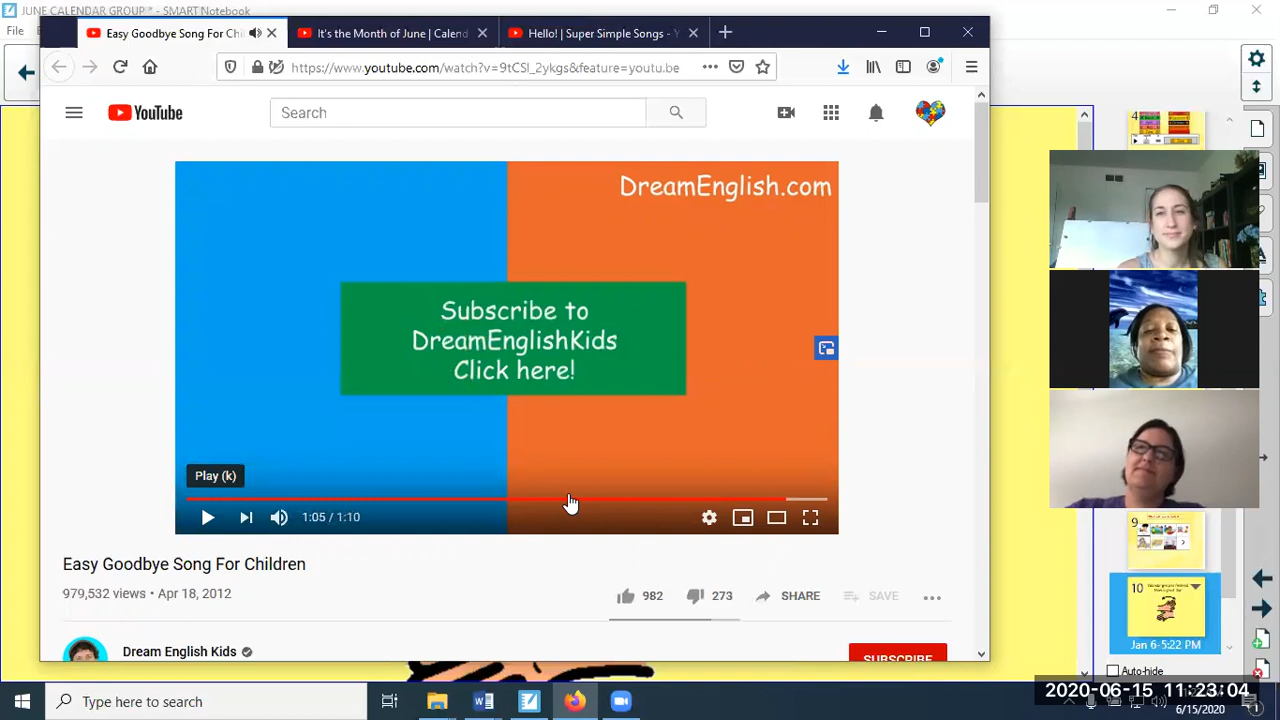 JUNE CALENDAR GROUP* - SMART Notebook
File
Easy Goodbye Song For Chi
It's the Month of June | Calend
Hello! | Super Simple Songs - Y
https://www.youtube.com/watch?v=9tCSl_2ykgs&feature=youtu.be
YouTube
Search
DreamEnglish.com
Subscribe to
DreamEnglishKids
Click here!
Play (k)
1:05 / 1:10
Easy Goodbye Song For Children
979,532 views • Apr 18, 2012
982
273
SHARE
SAVE
Dream English Kids
SUBSCRIBE
4
9
10
Jan 6-5:22 PM
Auto-hide
Type here to search
2020-06-15 11:23:04
6/15/2020